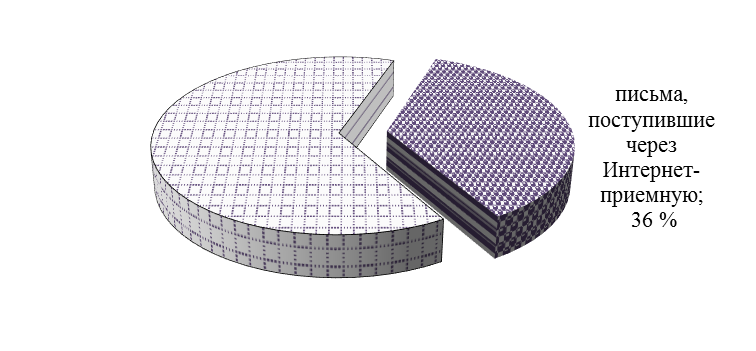 письма,
поступившие
через
Интернет-
приемную;
36 %